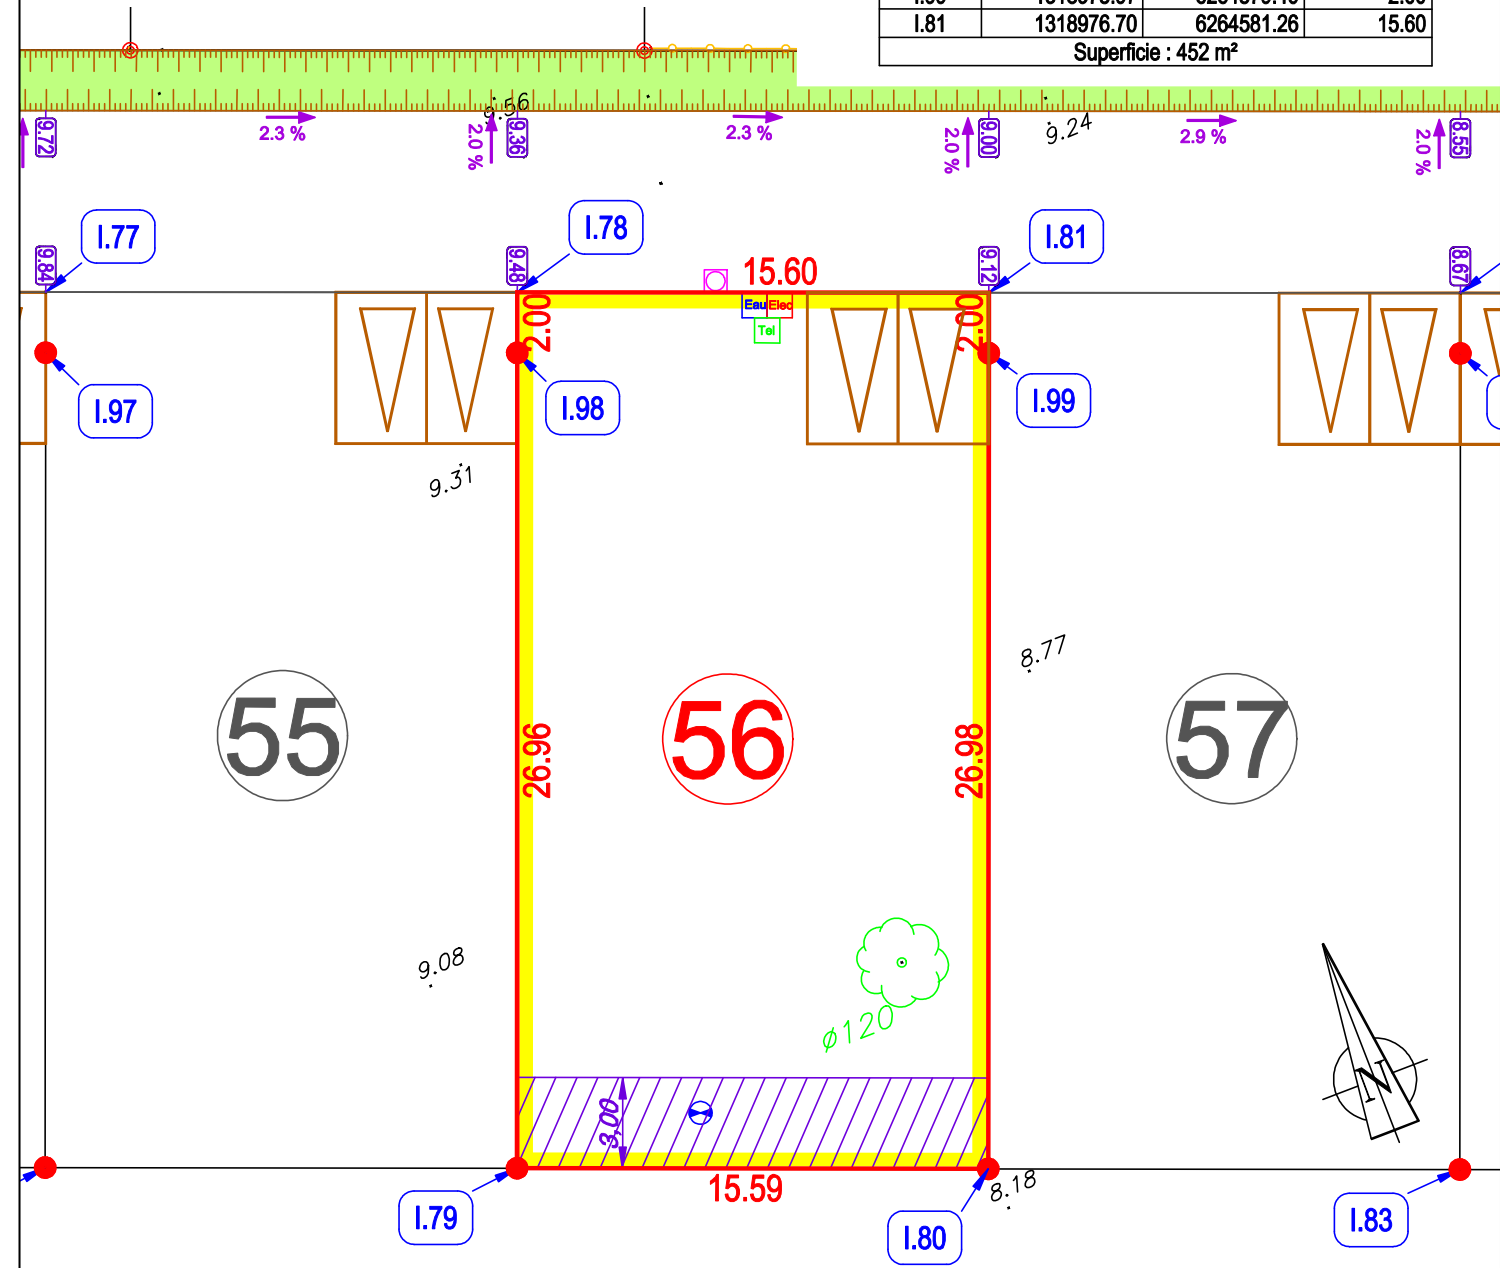 I.81 1318976.70 6264581.26 15.60
Superficie : 452 m²
9.56
9.24
9.72
2.3 %
2.0 %
9.36
2.3 %
2.0 %
9.00
2.9 %
2.0 %
8.55
I.77
I.78
I.81
9.84
9.48
15.60
9.12
8.67
2.00
Eau
Elec
Tel
2.00
I.97
I.98
I.99
9.31
8.77
55
56
57
26.96
26.98
9.08
ø120
N
3,00
15.59
8.18
I.79
I.80
I.83